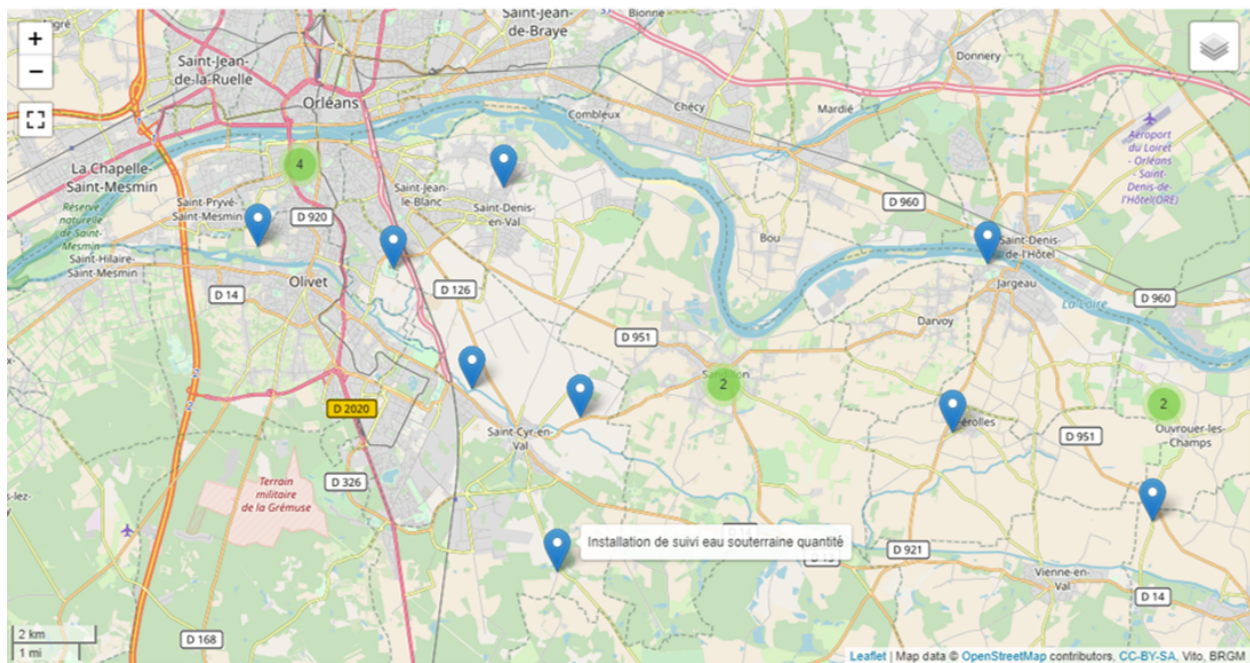 Saint-Jean-
de-Braye
Bionne
Donnery
+
−
Saint-Jean-
de-la-Ruelle
Orléans
Chécy
Mardié
Combleux
Aéroport
du Loiret
- Orléans
- Saint-
Denis-de-
l'Hôtel(ORE)
4
La Chapelle-
Saint-Mesmin
Saint-Jean-
le-Blanc
Saint-Pryvé-
Saint-Mesmin
D 920
Saint-Denis-
en-Val
D 960
Réserve
naturelle
de Saint-
Mesmin
Bou
Saint-Denis-
de-l'Hôtel
Saint-Hilaire-
Saint-Mesmin
Olivet
D 14
D 126
Jargeau
La Loire
D 960
D 951
Darvoy
2
2
2
2
D 2020
Saint-Cyr-en-
Val
D 951
Ouvrouer-les-
Champs
D 326
Terrain
militaire
de la Grémuse
Installation de suivi eau souterraine quantité
D 921
Vienne-en-
Val
D 14
D 168
2 km
1 mi
Leaflet | Map data © OpenStreetMap contributors, CC-BY-SA, Vito, BRGM